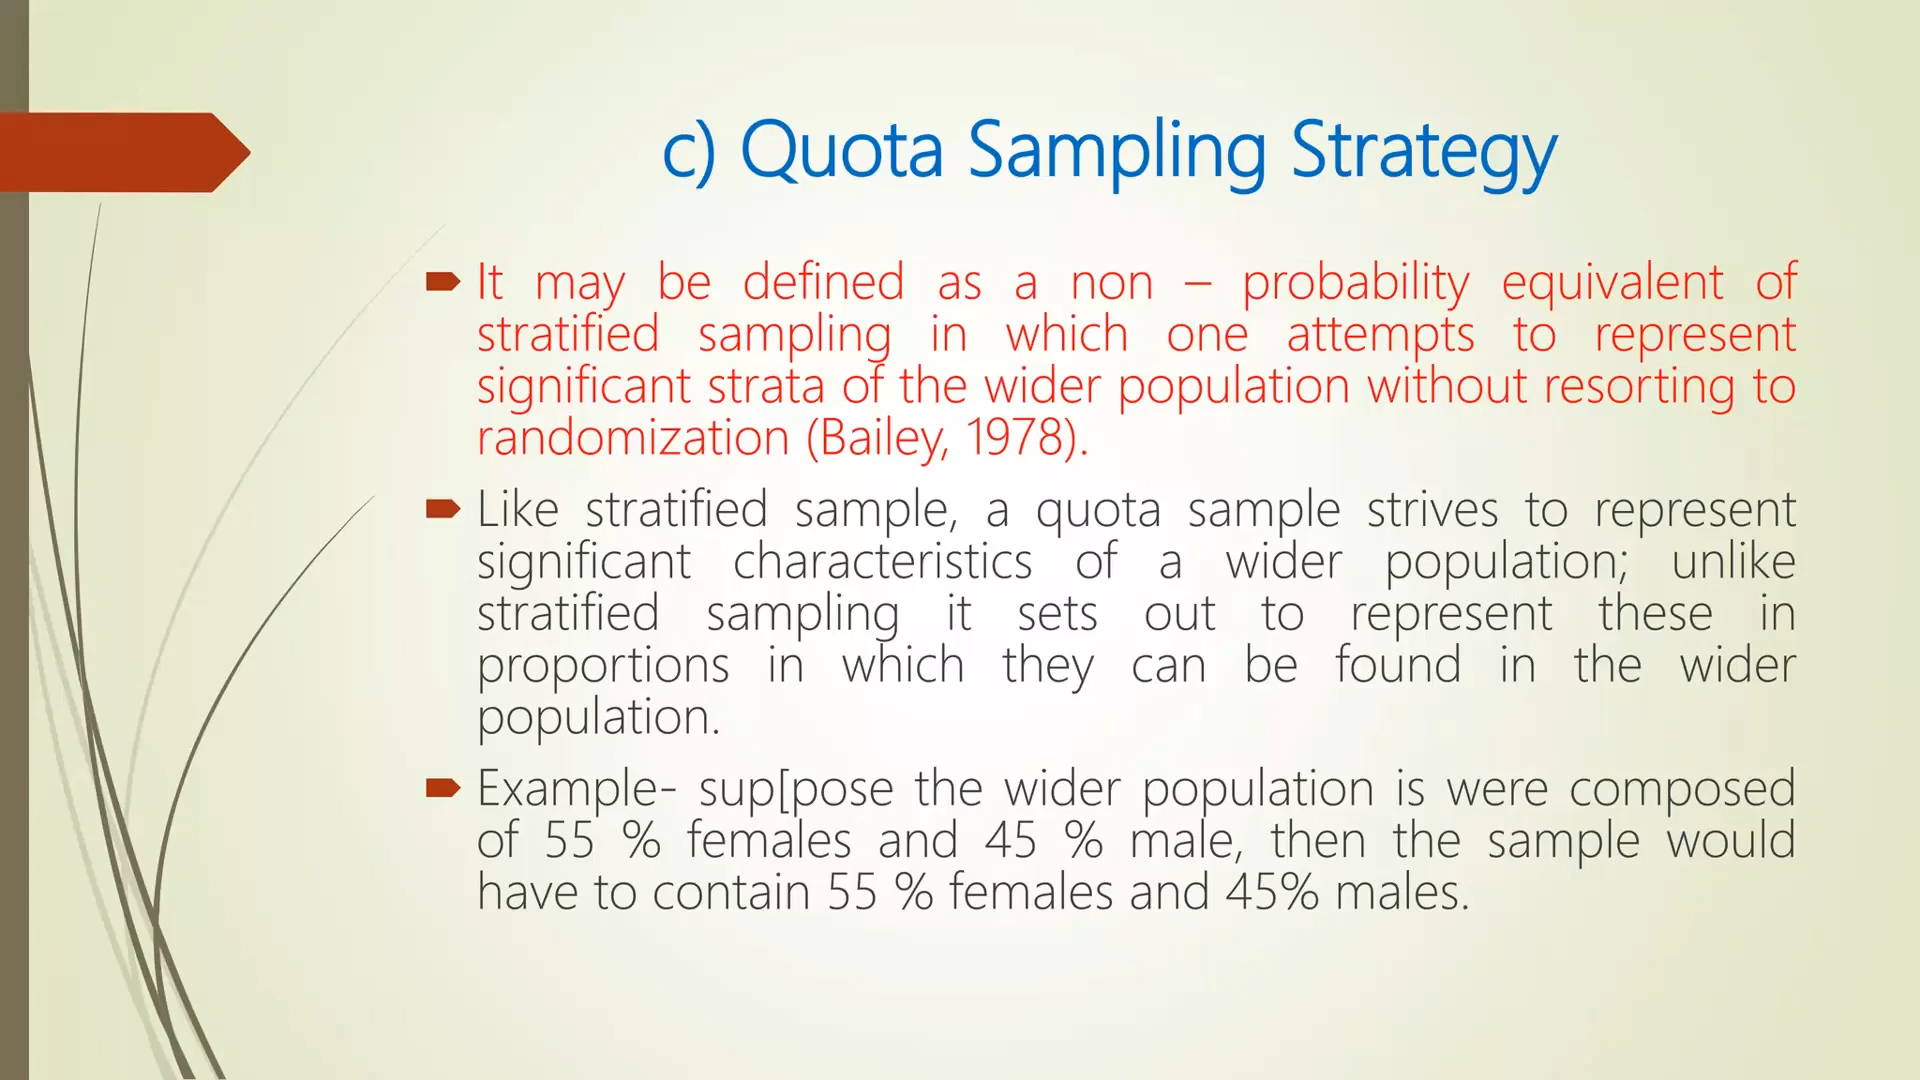 c) Quota Sampling Strategy
It may be defined as a non – probability equivalent of
stratified sampling in which one attempts to represent
significant strata of the wider population without resorting to
randomization (Bailey, 1978).
Like stratified sample, a quota sample strives to represent
significant characteristics of a wider population; unlike
stratified sampling it sets out to represent these in
proportions in which they can be found in the wider
population.
Example- sup[pose the wider population is were composed
of 55 % females and 45 % male, then the sample would
have to contain 55 % females and 45% males.